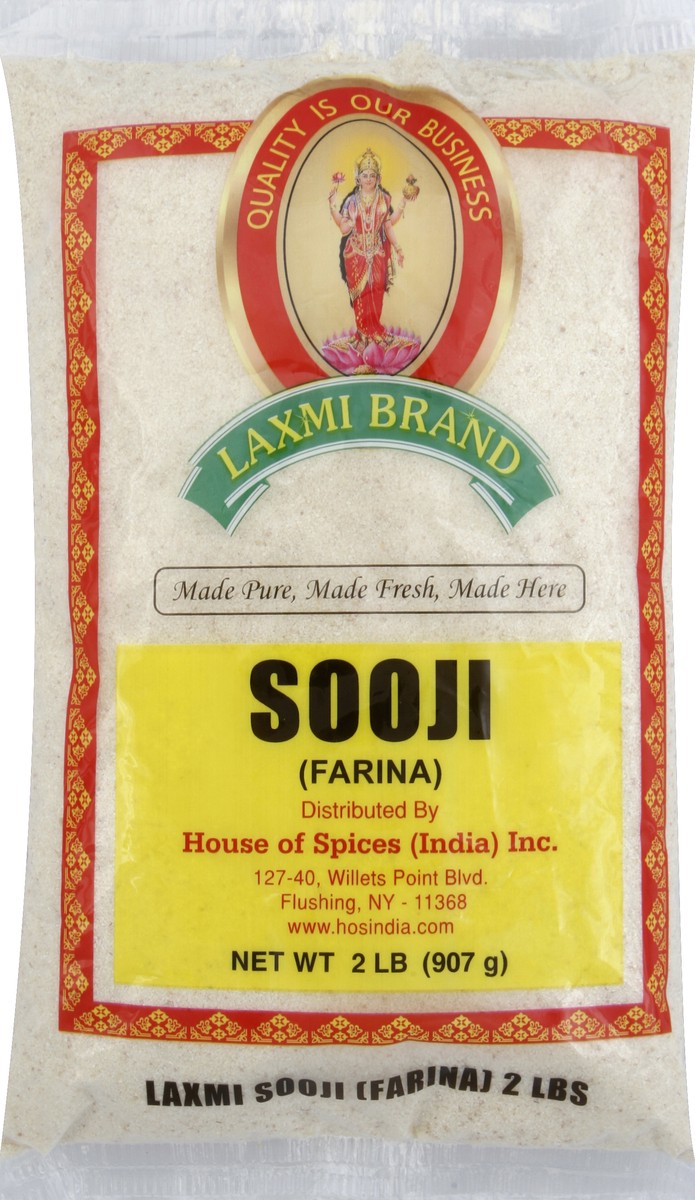 QUALITY IS OUR BUSINESS
LAXMI BRAND
Made Pure, Made Fresh, Made Here
SOOJI
(FARINA)
Distributed By
House of Spices (India) Inc.
127-40, Willets Point Blvd.
Flushing, NY - 11368
www.hosindia.com
NET WT 2 LB (907 g)
LAXMI SOOJI (FARINA) 2 LBS